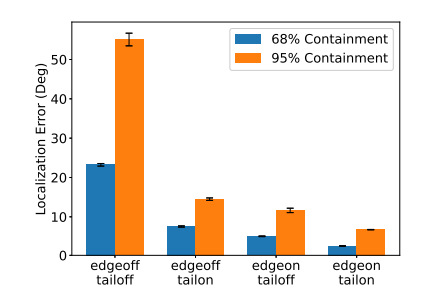 68% Containment
95% Containment
Localization Error (Deg)
50
40
30
20
10
0
edgeoff
tailoff
edgeoff
tailon
edgeon
tailoff
edgeon
tailon